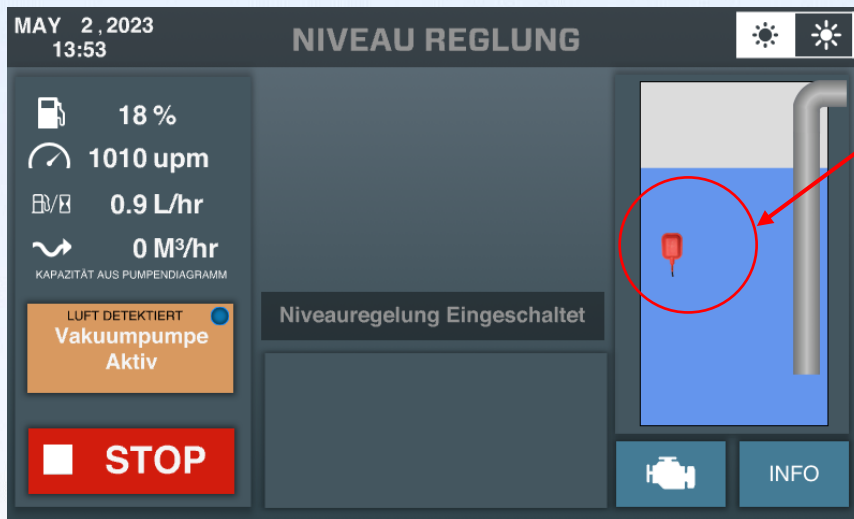 MAY 2,2023
13:53
NIVEAU REGLUNG
18 %
1010 upm
0.9 L/hr
0 M³/hr
KAPAZITÄT AUS PUMPENDIAGRAMM
LUFT DETEKTIERT
Vakuumpumpe
Aktiv
STOP
Niveauregelung Eingeschaltet
INFO